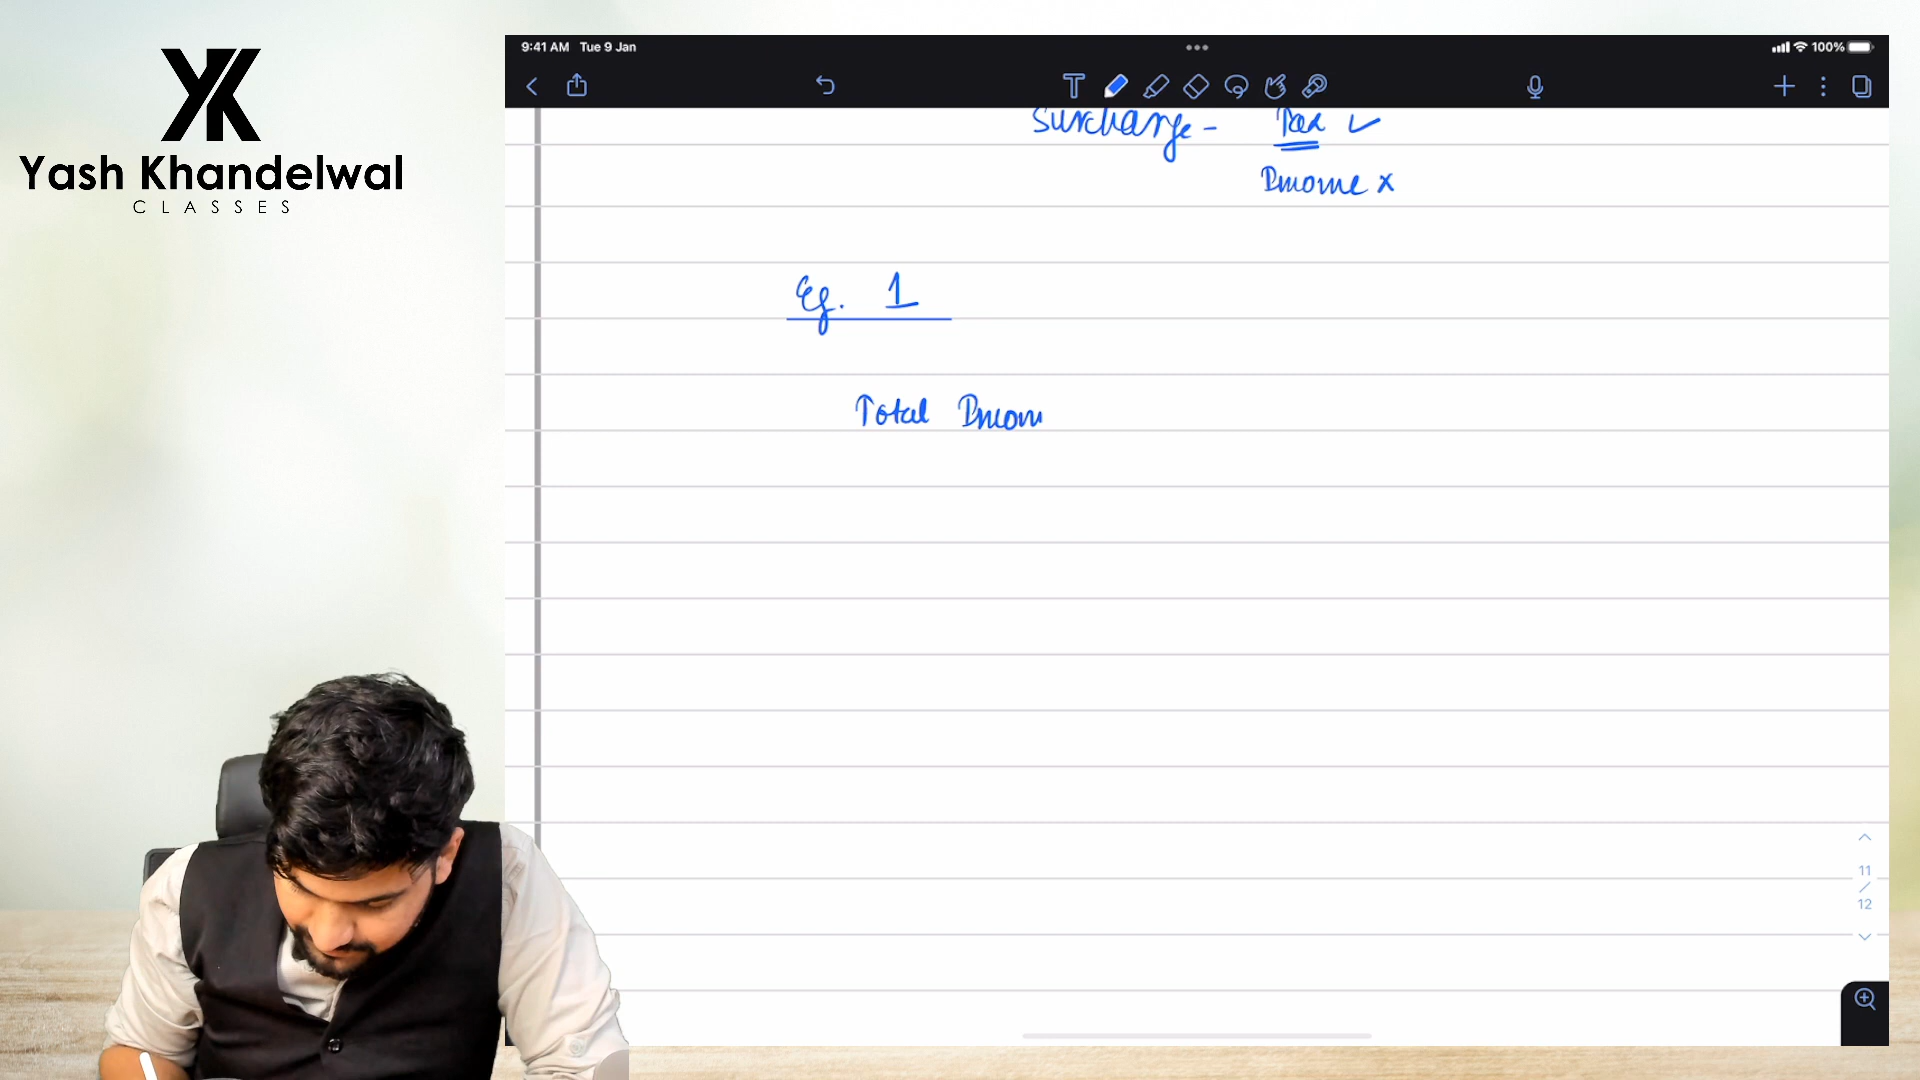 YK
Yash Khandelwal
CLASSES
9:41 AM Tue 9 Jan
100%
Surcharge - Tax ✓
Income x
Eg. 1
Total Incom
11
/
12